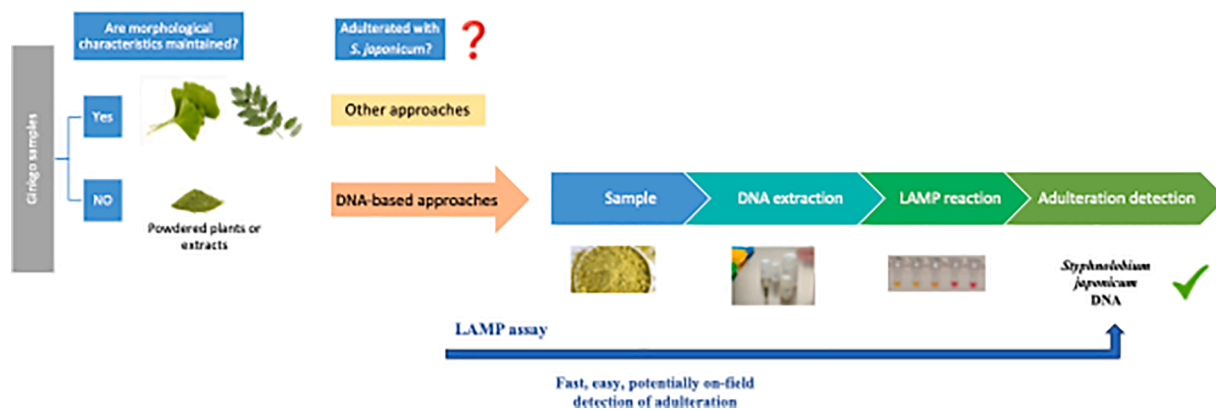 Ginkgo samples
Are morphological
characteristics maintained?
Adulterated with
S. japonicum?
?
Yes
Other approaches
NO
Powdered plants or
extracts
DNA-based approaches
Sample
DNA extraction
LAMP reaction
Adulteration detection
Styphnolobium
japonicum
DNA
LAMP assay
Fast, easy, potentially on-field
detection of adulteration